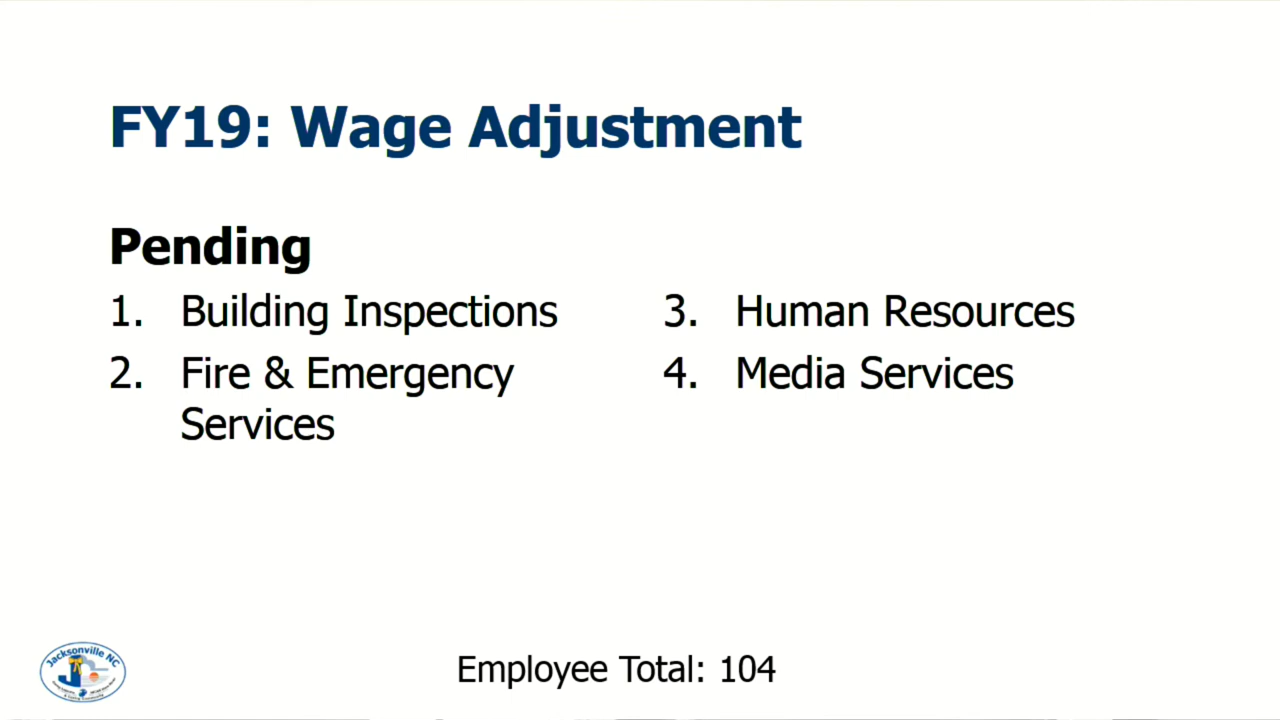 FY19: Wage Adjustment
Pending
1. Building Inspections
2. Fire & Emergency
Services
3. Human Resources
4. Media Services
Employee Total: 104
Jacksonville NC